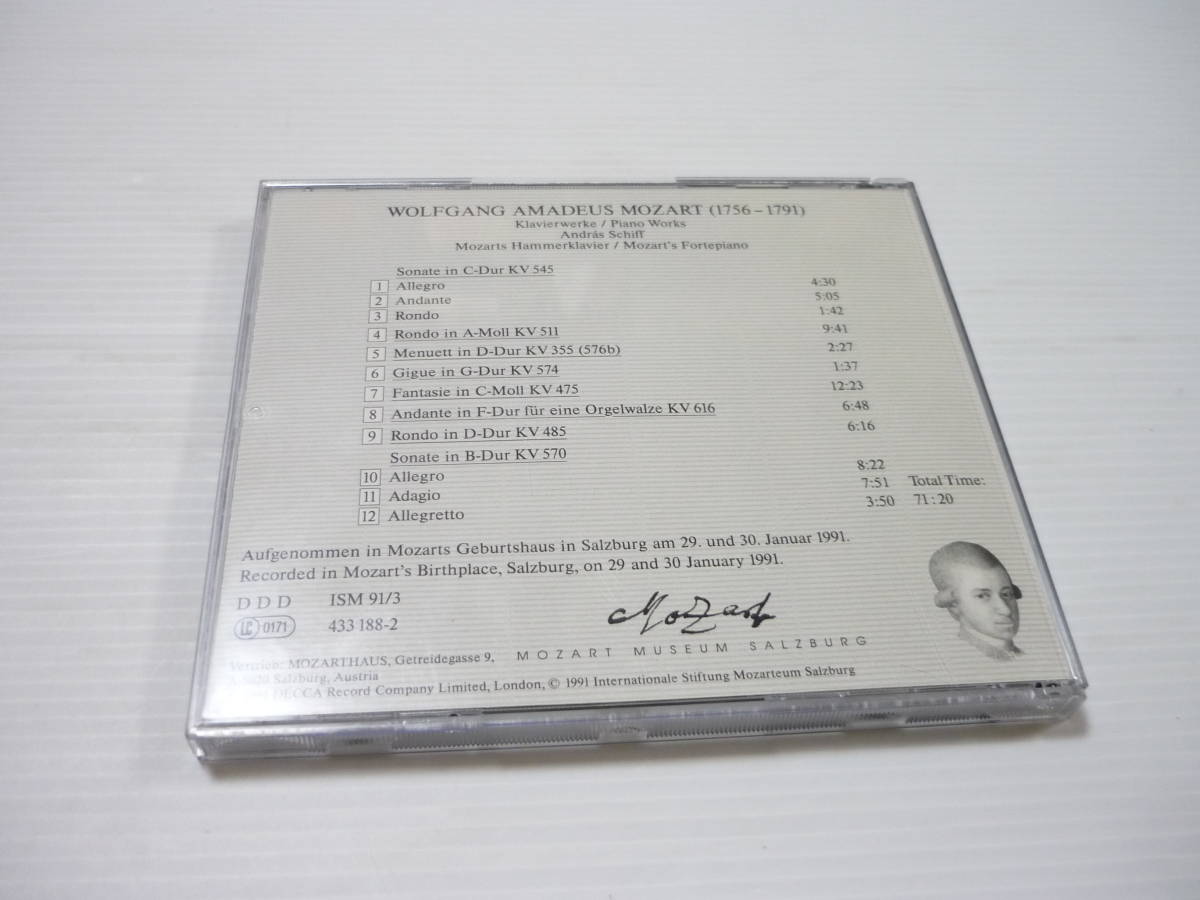 WOLFGANG AMADEUS MOZART (1756 – 1791)
Klavierwerke / Piano Works
András Schiff
Mozarts Hammerklavier / Mozart's Fortepiano
Sonate in C-Dur KV 545
1 Allegro 4:30
2 Andante 5:05
3 Rondo 1:42
4 Rondo in A-Moll KV 511 9:41
5 Menuett in D-Dur KV 355 (576b) 2:27
6 Gigue in G-Dur KV 574 1:37
7 Fantasie in C-Moll KV 475 12:23
8 Andante in F-Dur für eine Orgelwalze KV 616 6:48
9 Rondo in D-Dur KV 485 6:16
Sonate in B-Dur KV 570
10 Allegro 8:22
11 Adagio 7:51 Total Time:
12 Allegretto 3:50 71:20
Aufgenommen in Mozarts Geburtshaus in Salzburg am 29. und 30. Januar 1991.
Recorded in Mozart's Birthplace, Salzburg, on 29 and 30 January 1991.
D D D ISM 91/3
LC 0171 433 188-2
Mozart
MOZART MUSEUM SALZBURG
Vertrieb: MOZARTHAUS, Getreidegasse 9,
Salzburg, Austria
DECCA Record Company Limited, London, © 1991 Internationale Stiftung Mozarteum Salzburg